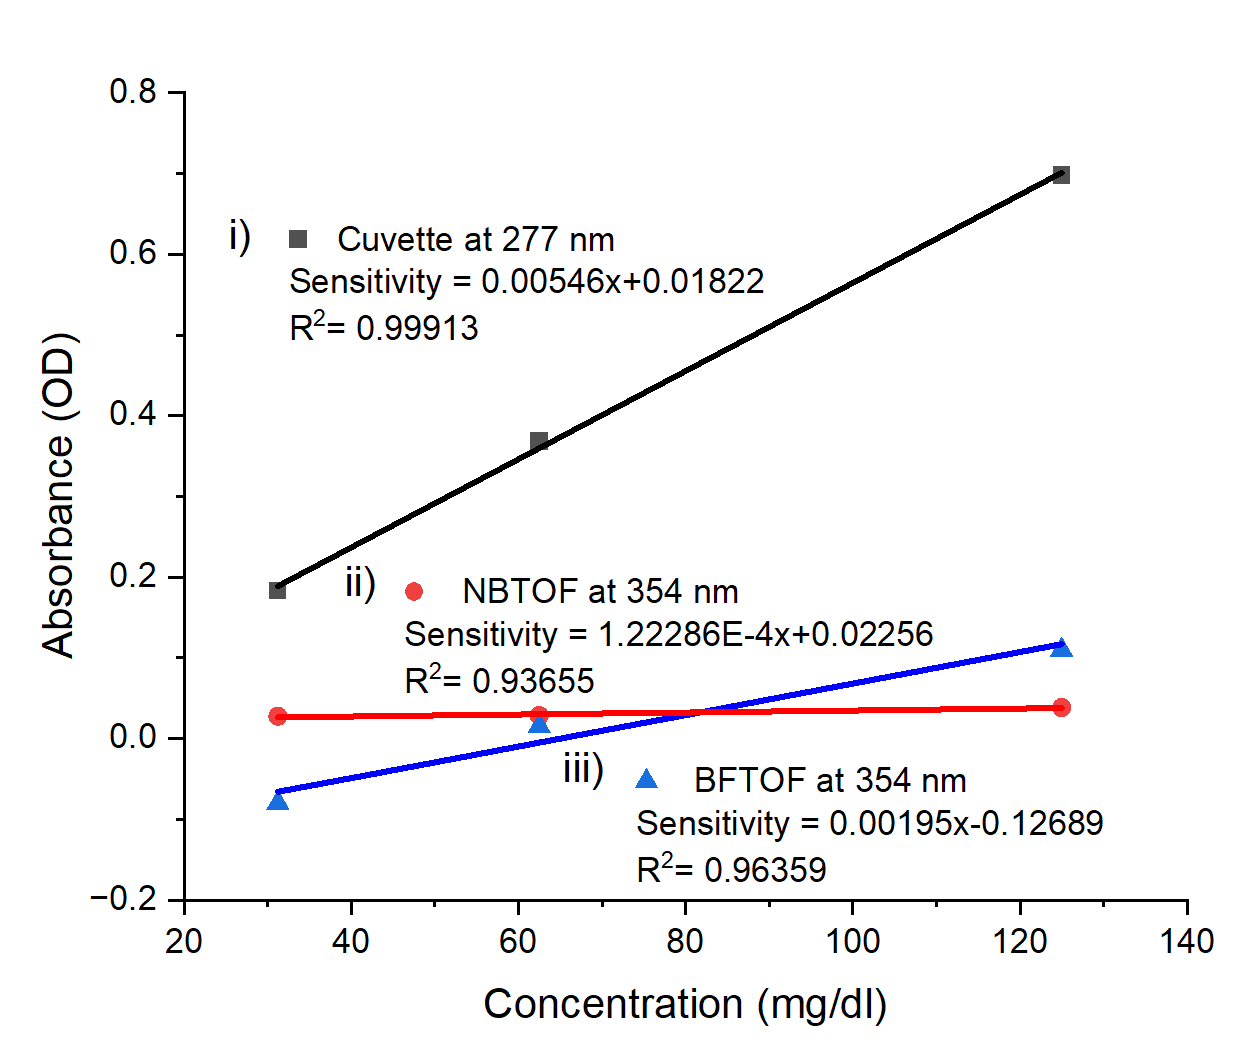 0.8
0.6
0.4
0.2
0.0
−0.2
Absorbance (OD)
i) Cuvette at 277 nm
Sensitivity = 0.00546x+0.01822
R²= 0.99913
ii) NBTOF at 354 nm
Sensitivity = 1.22286E-4x+0.02256
R²= 0.93655
iii) BFTOF at 354 nm
Sensitivity = 0.00195x-0.12689
R²= 0.96359
20 40 60 80 100 120 140
Concentration (mg/dl)